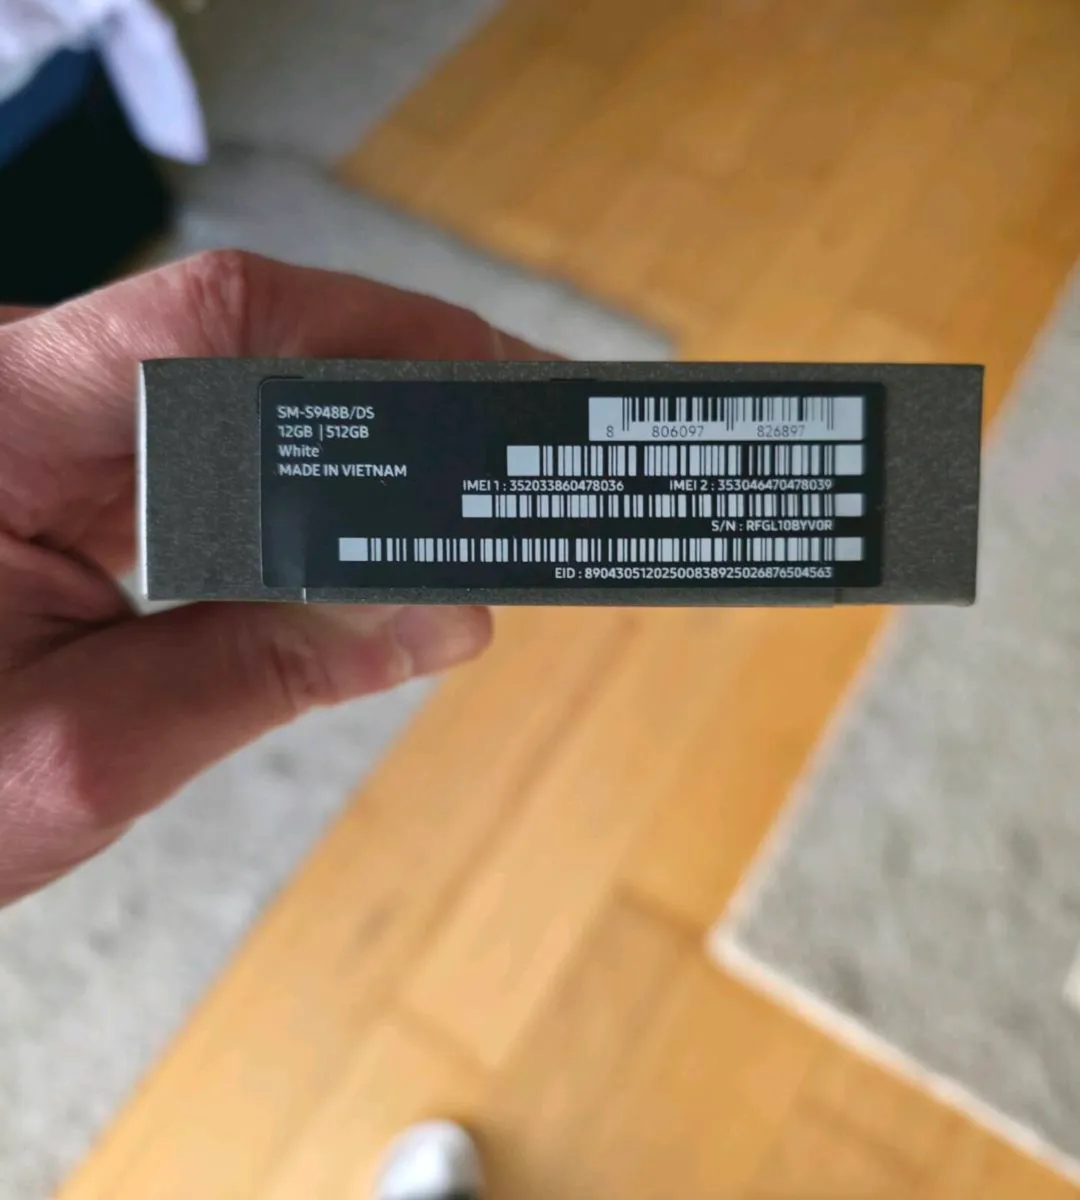 SM-S948B/DS
12GB | 512GB
White
MADE IN VIETNAM
8 806097 826897
IMEI 1 : 352033860478036 IMEI 2 : 353046470478039
S/N : RFGL10BYV0R
EID : 89043051202500838925026876504563